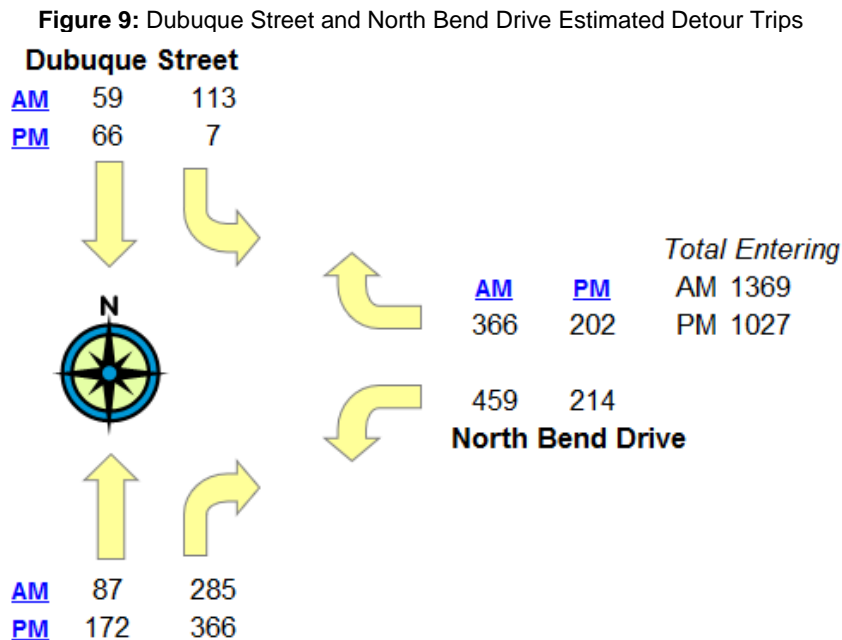 Figure 9: Dubuque Street and North Bend Drive Estimated Detour Trips
Dubuque Street
AM 59 113
PM 66 7
N
Total Entering
AM PM AM 1369
366 202 PM 1027
459 214
North Bend Drive
AM 87 285
PM 172 366